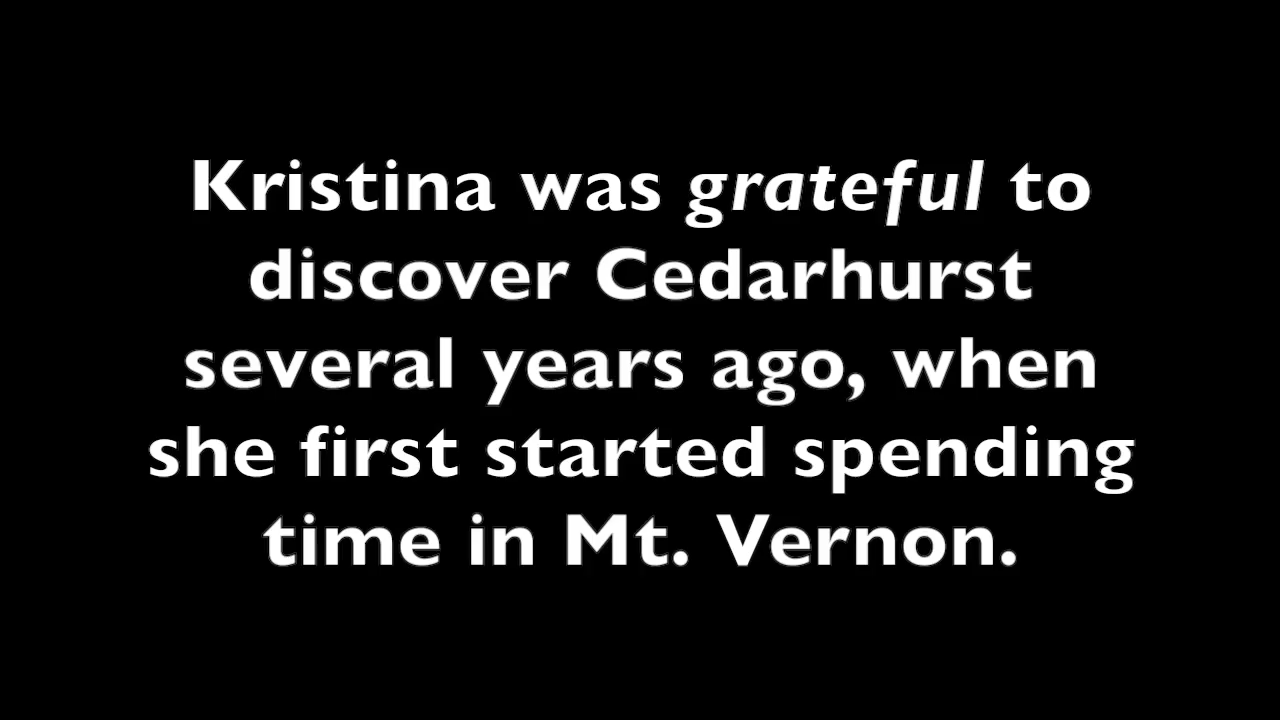 Kristina was grateful to
discover Cedarhurst
several years ago, when
she first started spending
time in Mt. Vernon.